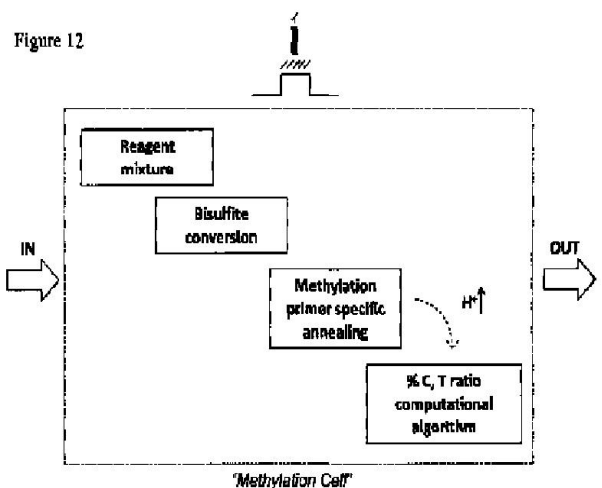 Figure 12
Reagent
mixture
Bisulfite
conversion
IN
OUT
Methylation
primer specific
annealing
H+↑
% C, T ratio
computational
algorithm
"Methylation Cell"